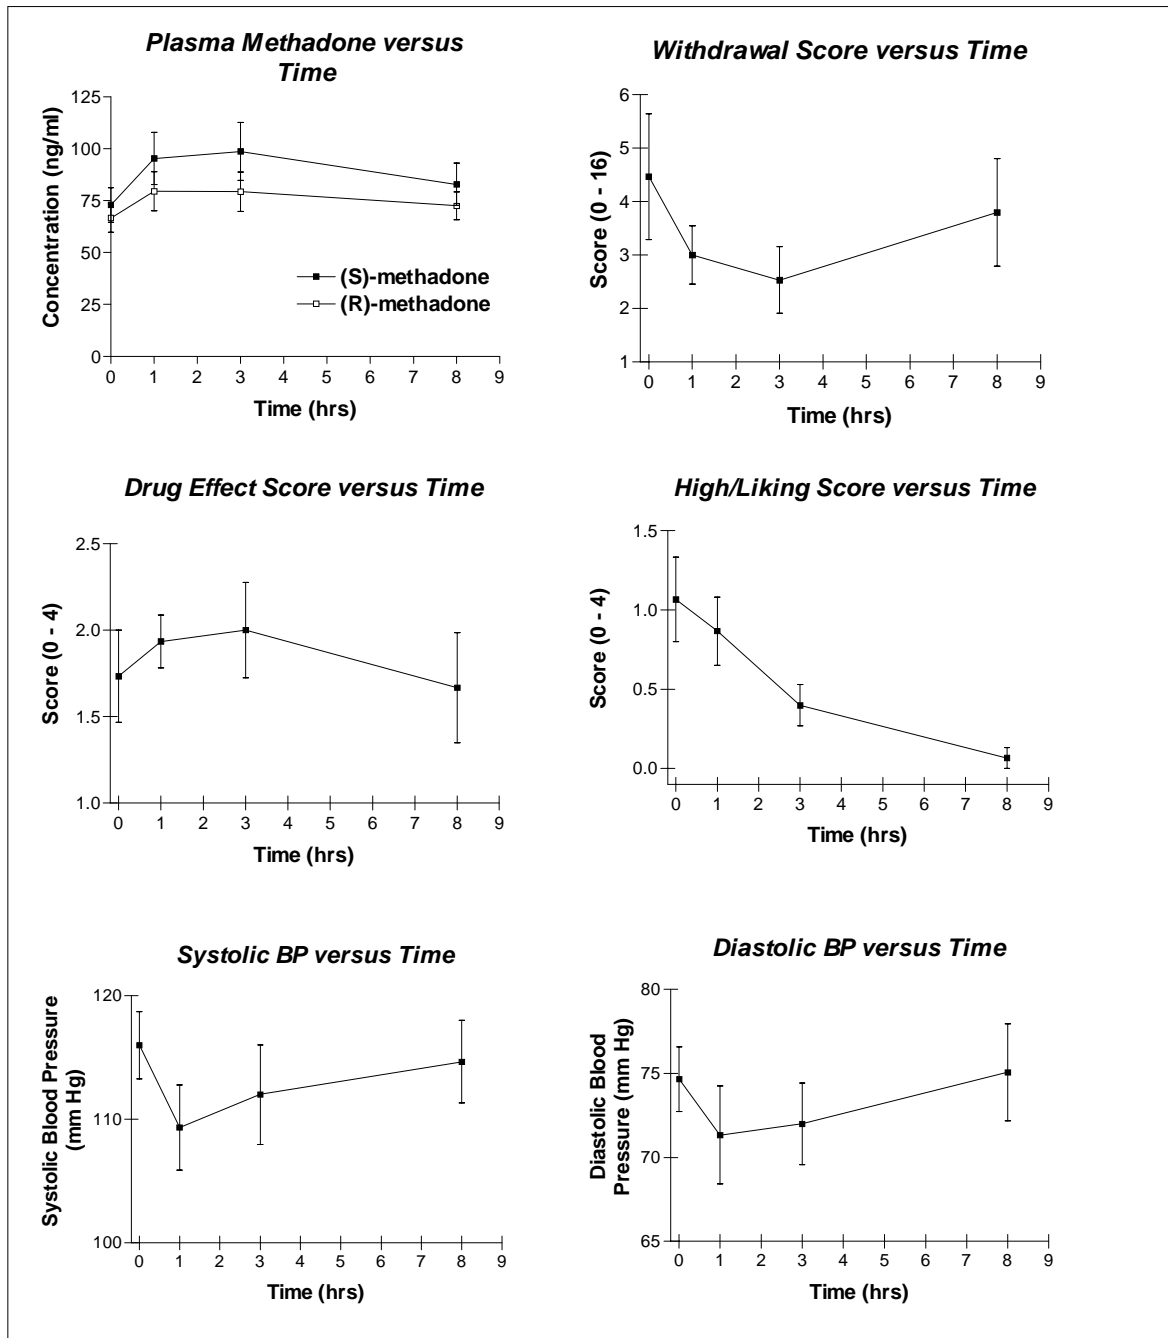 Plasma Methadone versus
Time
Concentration (ng/ml)
125
100
75
50
25
0
(S)-methadone
(R)-methadone
0 1 2 3 4 5 6 7 8 9
Time (hrs)
Withdrawal Score versus Time
Score (0 - 16)
6
5
4
3
2
1
0 1 2 3 4 5 6 7 8 9
Time (hrs)
Drug Effect Score versus Time
Score (0 - 4)
2.5
2.0
1.5
1.0
0 1 2 3 4 5 6 7 8 9
Time (hrs)
High/Liking Score versus Time
Score (0 - 4)
1.5
1.0
0.5
0.0
0 1 2 3 4 5 6 7 8 9
Time (hrs)
Systolic BP versus Time
Systolic Blood Pressure
(mm Hg)
120
110
100
0 1 2 3 4 5 6 7 8 9
Time (hrs)
Diastolic BP versus Time
Diastolic Blood
Pressure (mm Hg)
80
75
70
65
0 1 2 3 4 5 6 7 8 9
Time (hrs)